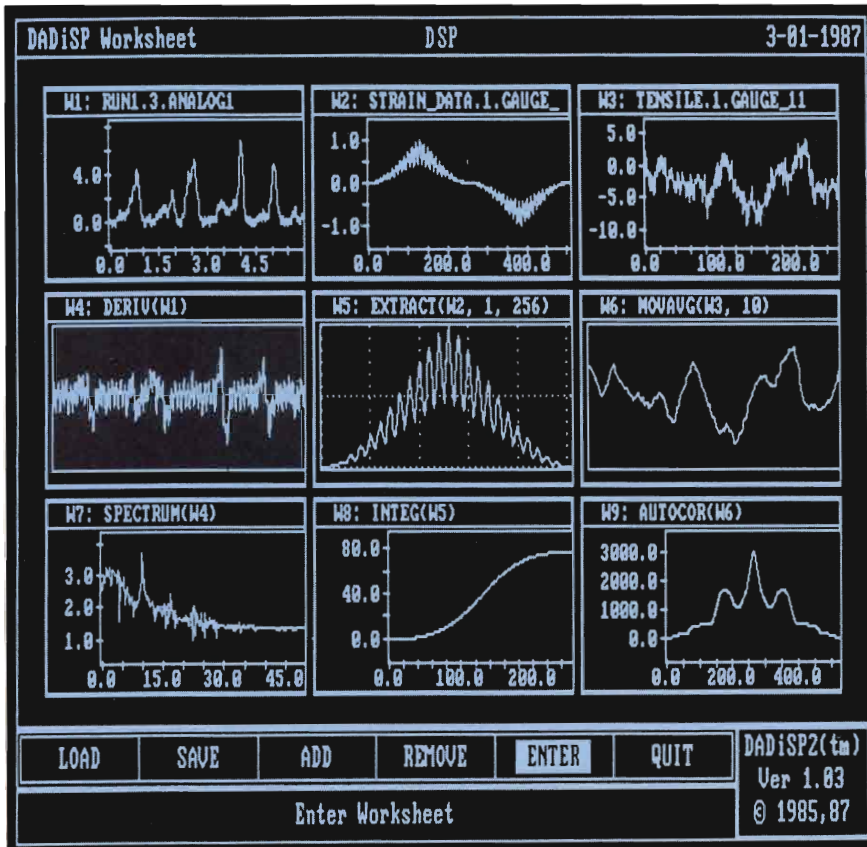 DADiSP Worksheet DSP 3-01-1987
W1: RUN1.3.ANALOG1 W2: STRAIN_DATA.1.GAUGE_ W3: TENSILE.1.GAUGE_11
4.0
0.0
0.0 1.5 3.0 4.5
1.0
0.0
-1.0
0.0 200.0 400.0
5.0
0.0
-5.0
-10.0
0.0 100.0 200.0
W4: DERIV(W1) W5: EXTRACT(W2, 1, 256) W6: MOVAVG(W3, 10)
W7: SPECTRUM(W4) W8: INTEG(W5) W9: AUTOCOR(W6)
3.0
2.0
1.0
0.0 15.0 30.0 45.0
80.0
40.0
0.0
0.0 100.0 200.0
3000.0
2000.0
1000.0
0.0
0.0 200.0 400.0
LOAD SAVE ADD REMOVE ENTER QUIT
Enter Worksheet
DADiSP2(tm)
Ver 1.03
© 1985,87